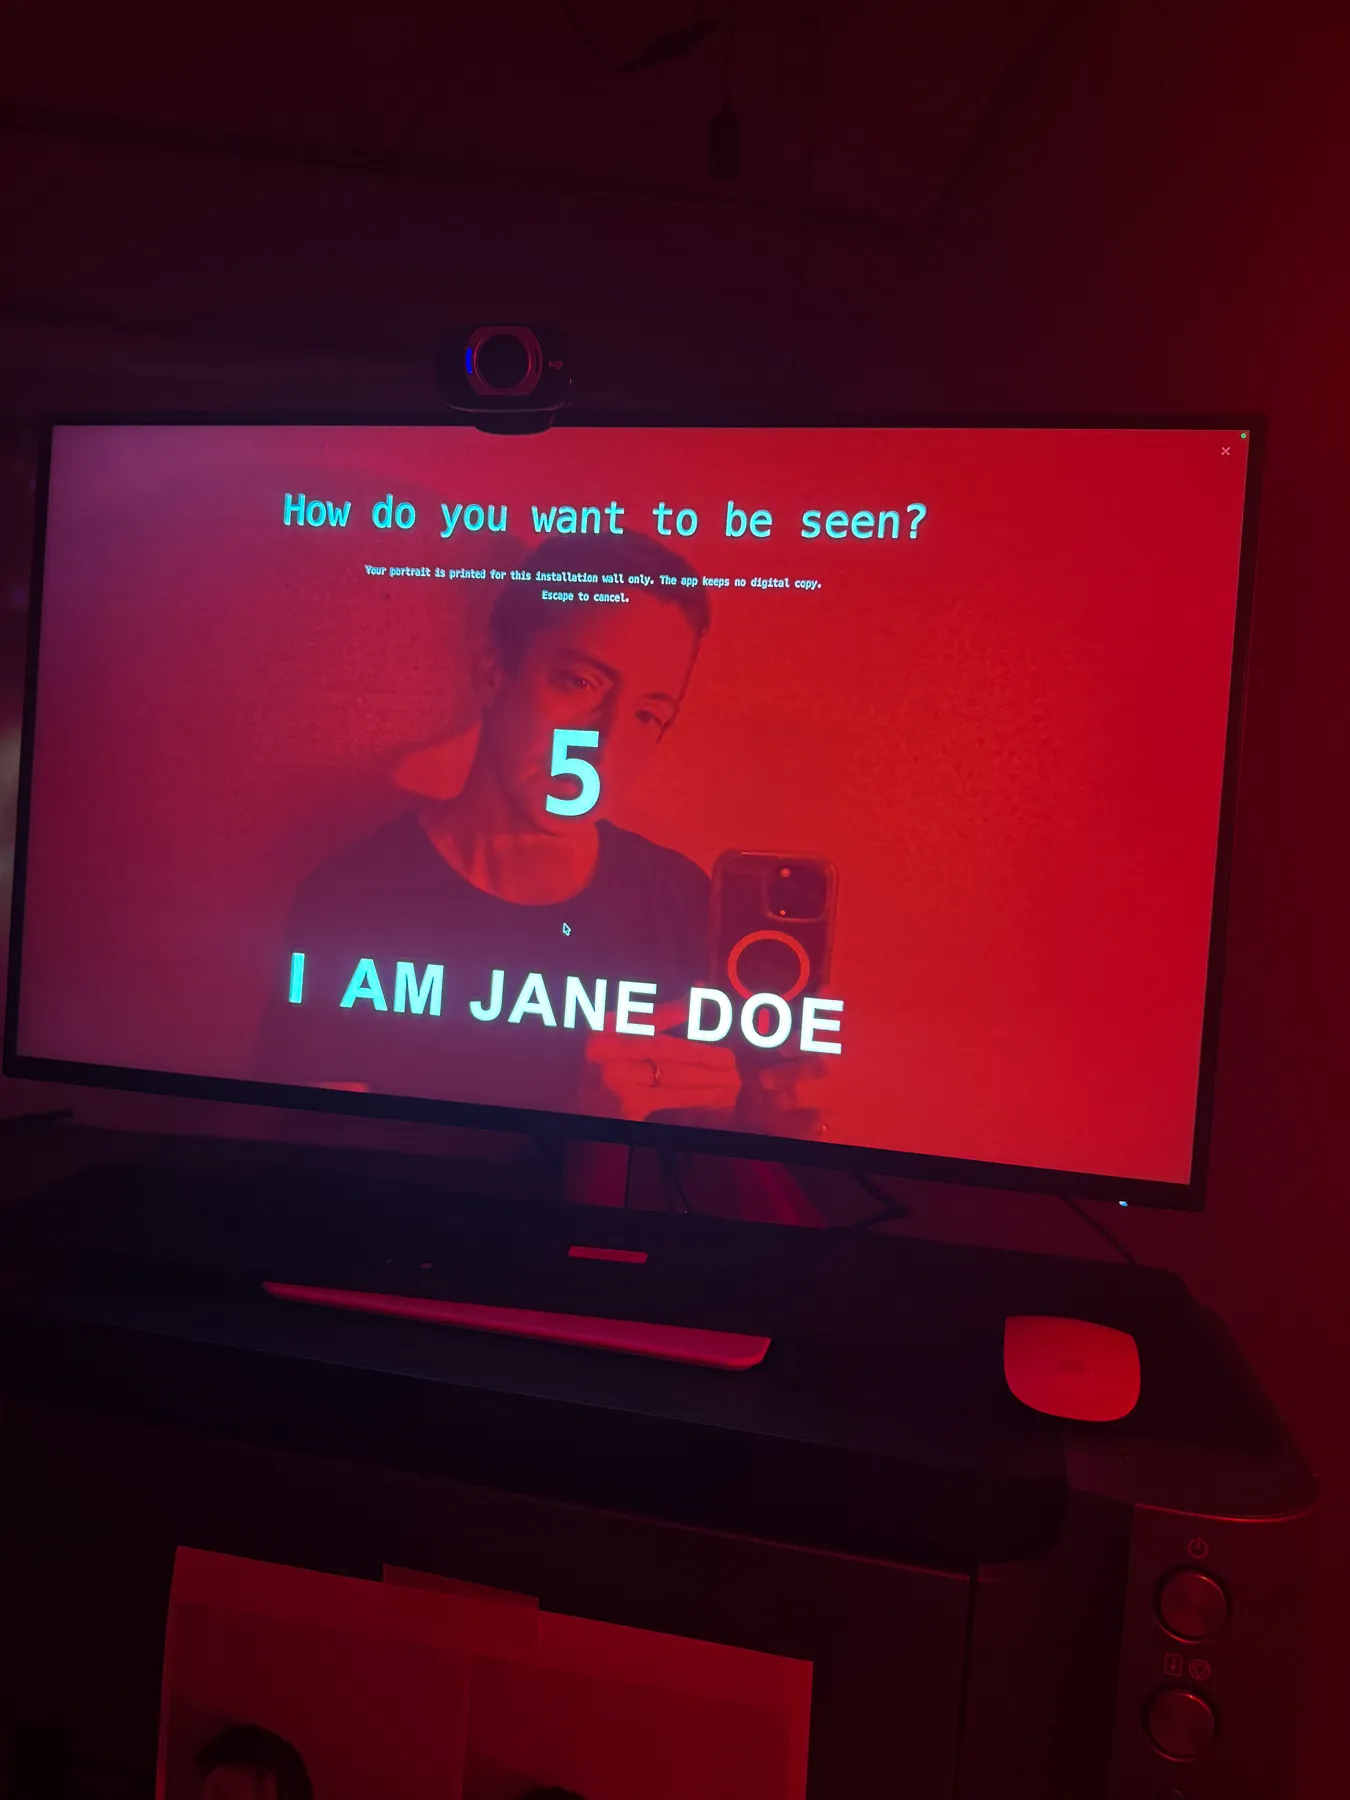 logi
How do you want to be seen?
Your portrait is printed for this installation wall only. The app keeps no digital copy.
Escape to cancel.
5
I AM JANE DOE